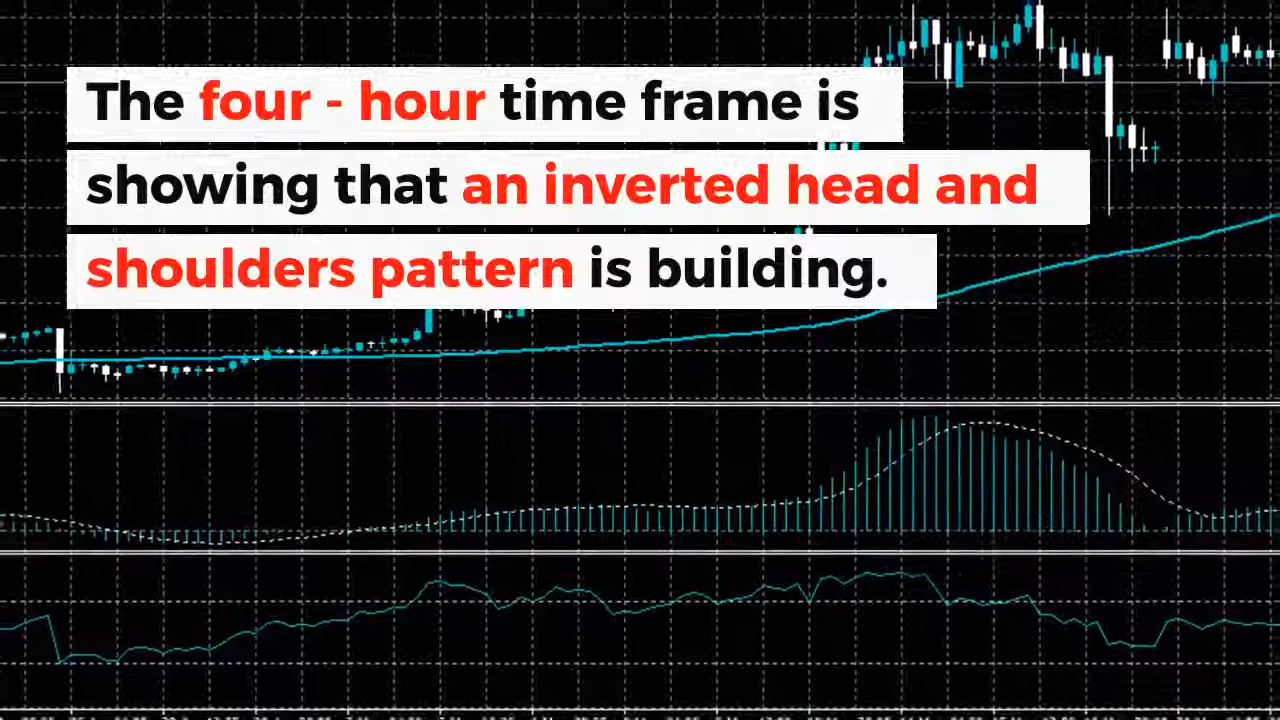 The four - hour time frame is
showing that an inverted head and
shoulders pattern is building.